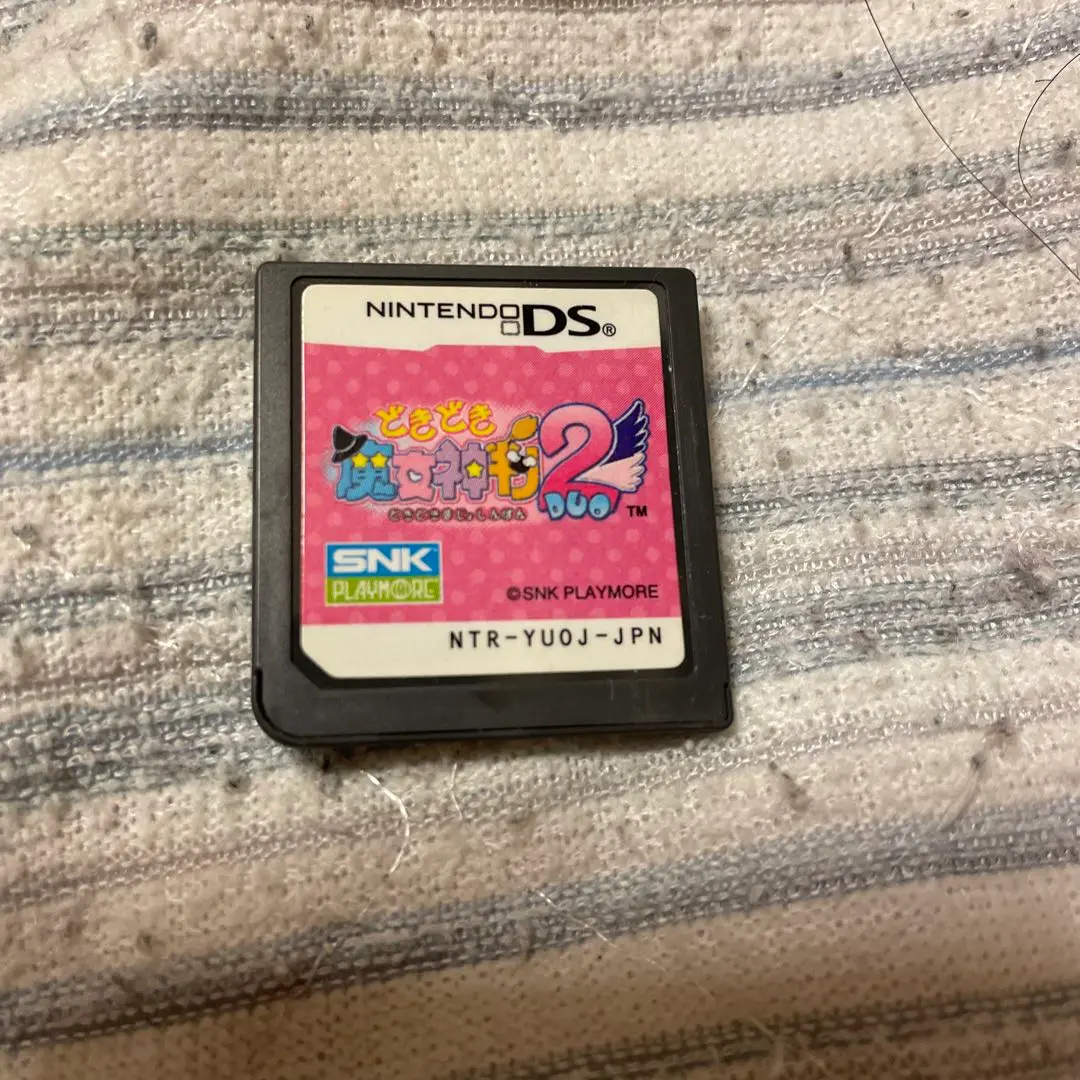 NINTENDO DS®
どきどき
魔女神判2
DUO ™
どきどきまじょしんぱん
SNK
PLAYMORE
©SNK PLAYMORE
NTR-YUOJ-JPN